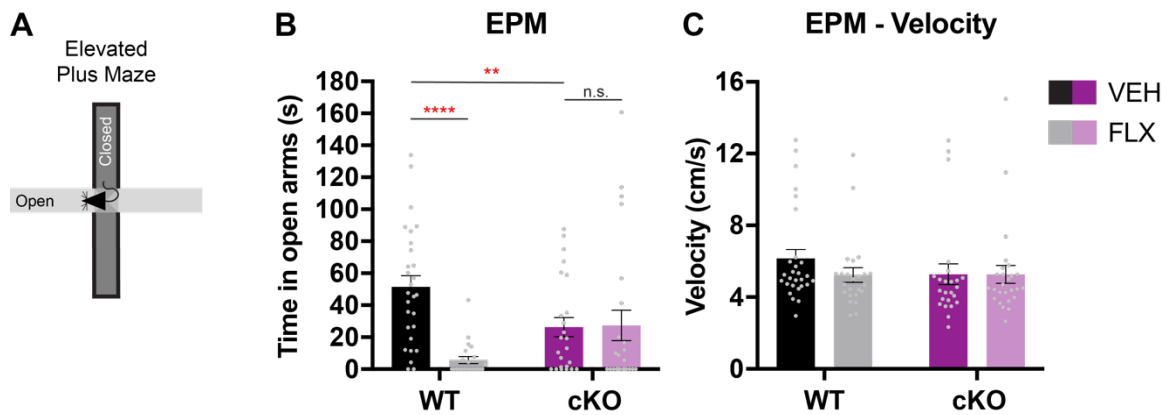 A
Elevated
Plus Maze
Closed
Open
B
EPM
Time in open arms (s)
180
160
140
120
100
80
60
40
20
0
**
****
n.s.
WT
cKO
C
EPM - Velocity
Velocity (cm/s)
16
12
8
4
0
WT
cKO
VEH
FLX